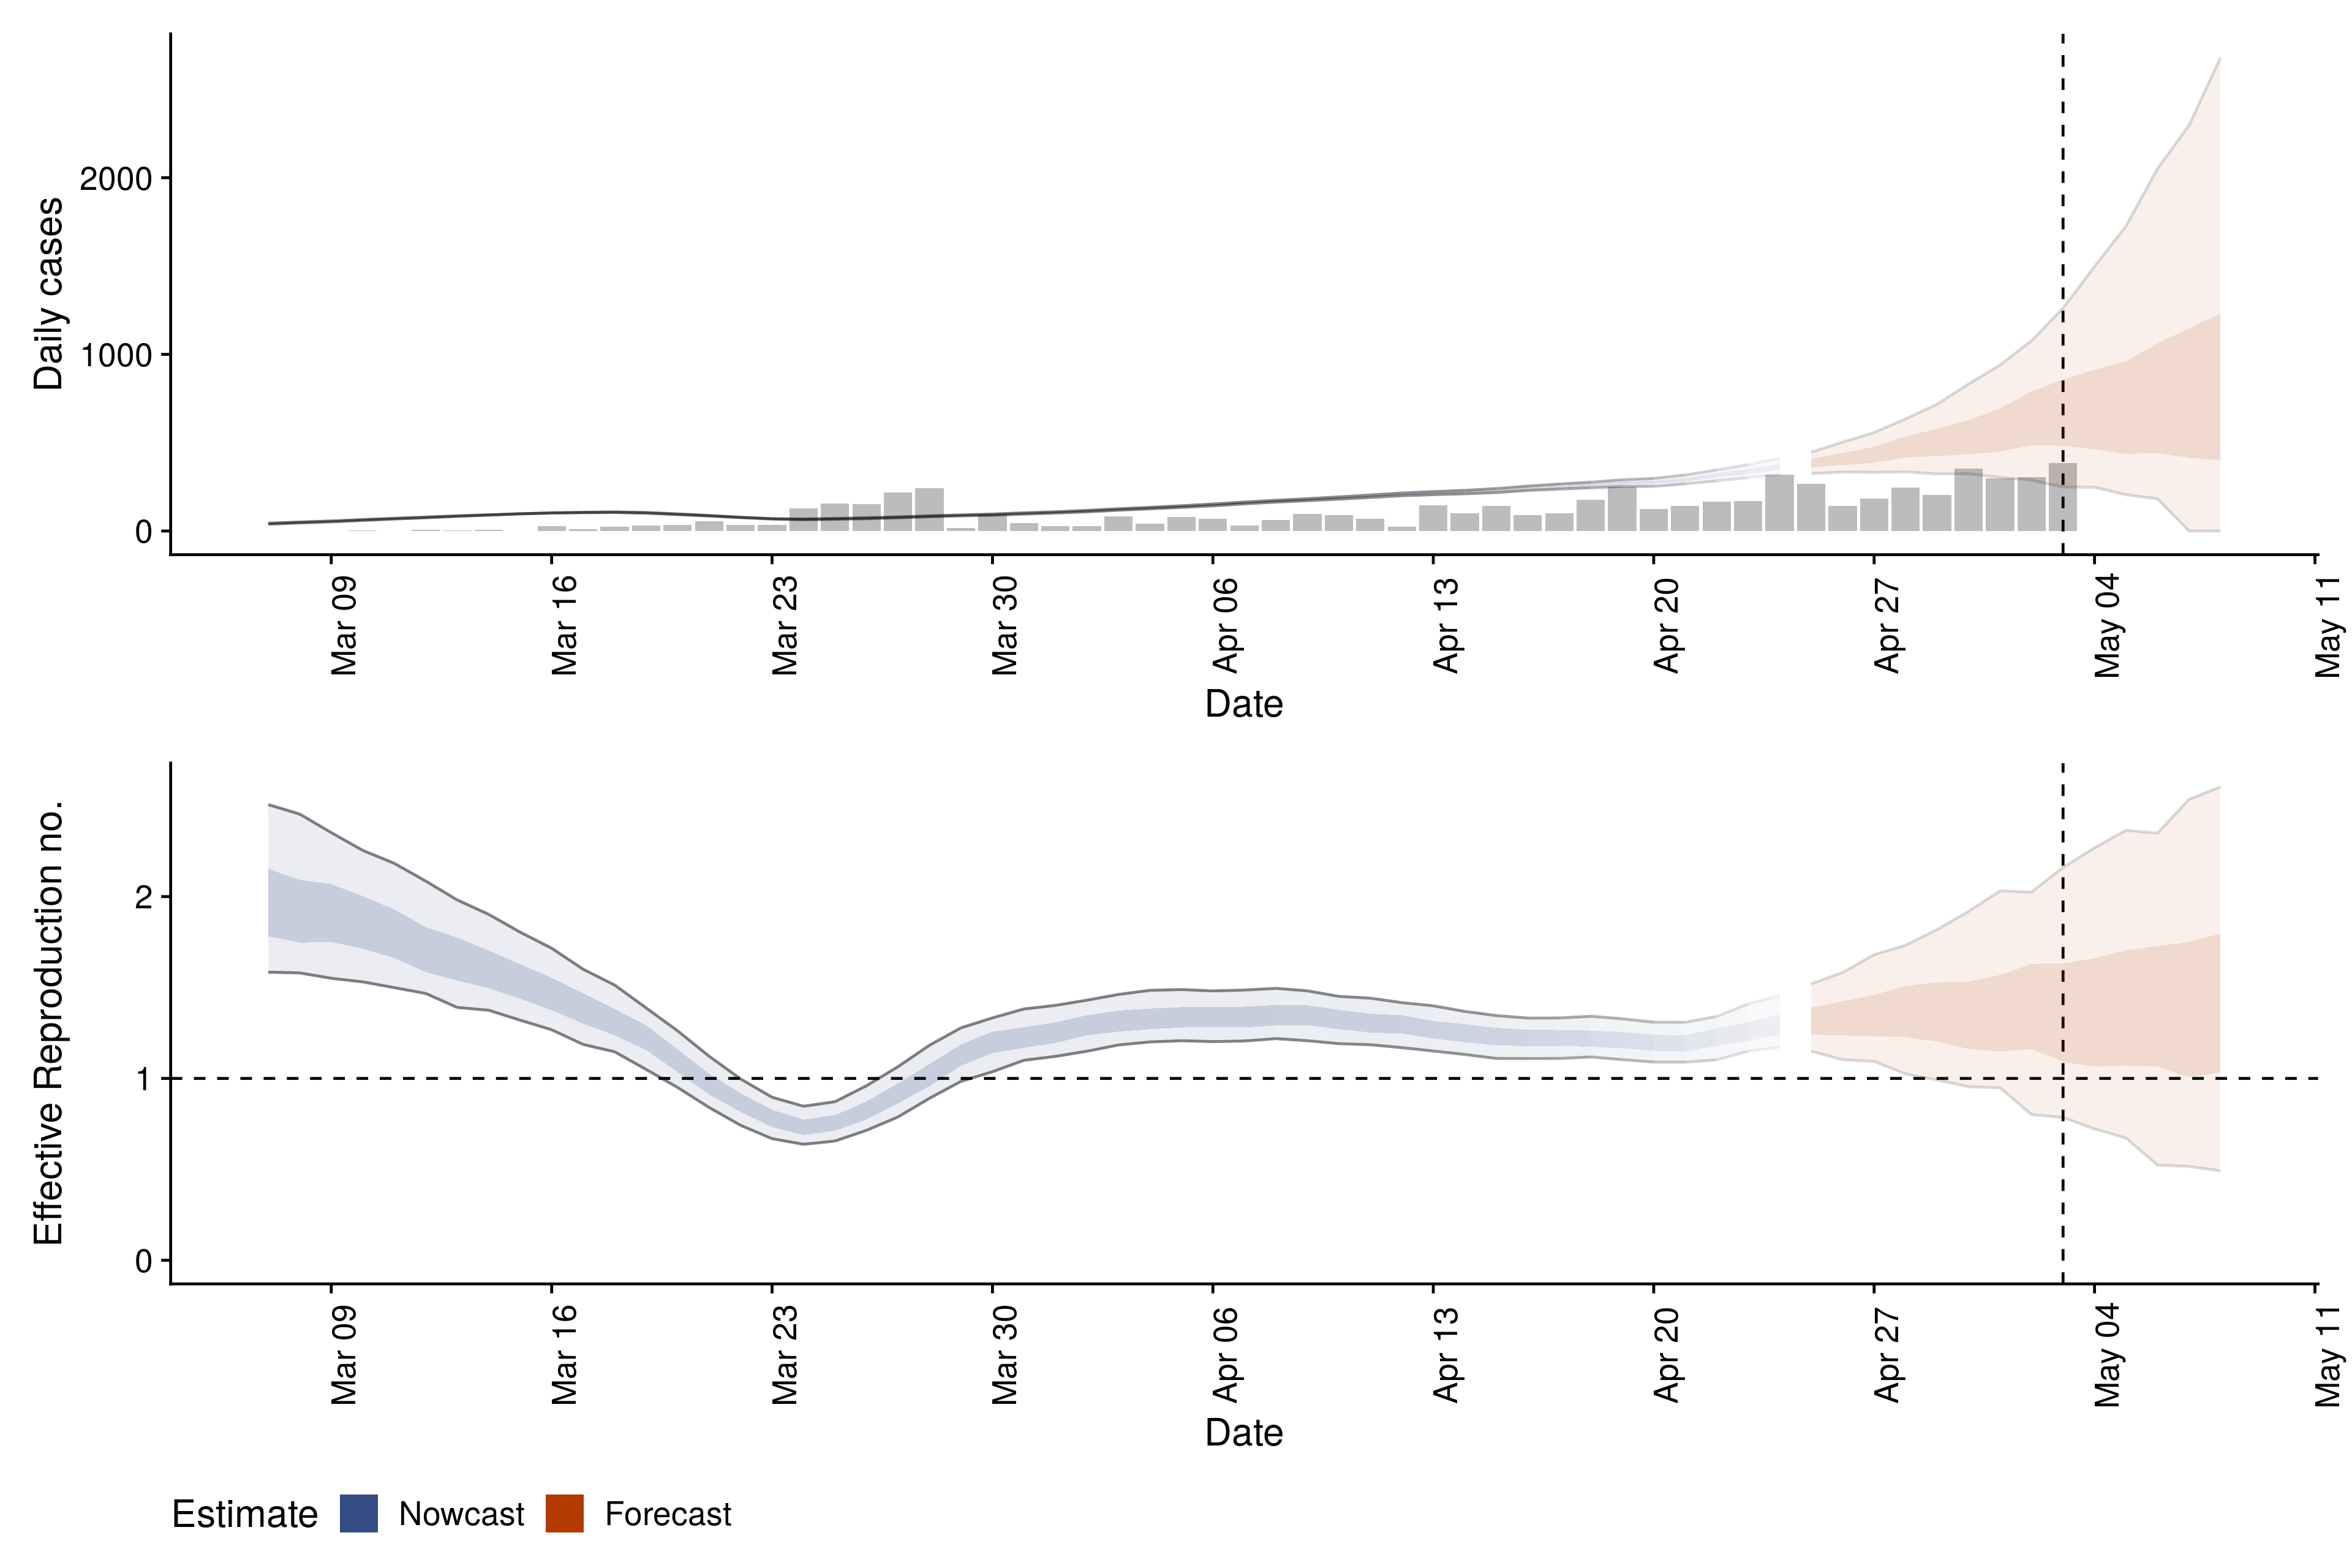 Daily cases
2000
1000
0
Mar 09
Mar 16
Mar 23
Mar 30
Apr 06
Apr 13
Apr 20
Apr 27
May 04
May 11
Date
Effective Reproduction no.
2
1
0
Mar 09
Mar 16
Mar 23
Mar 30
Apr 06
Apr 13
Apr 20
Apr 27
May 04
May 11
Date
Estimate Nowcast Forecast